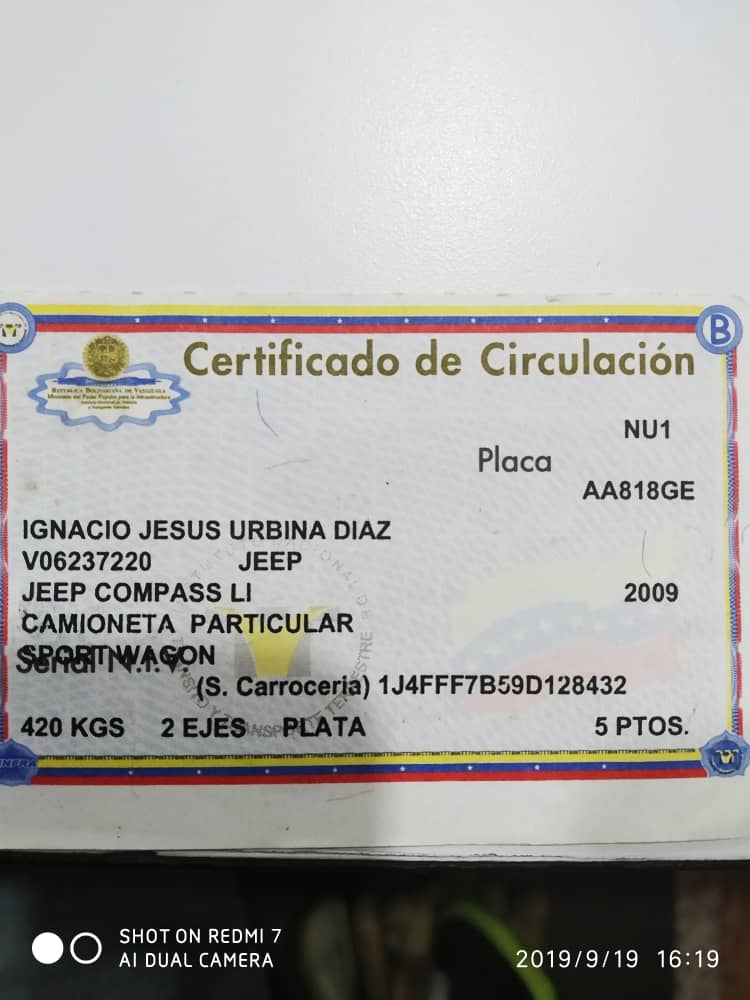 B
REPÚBLICA BOLIVARIANA DE VENEZUELA
Ministerio del Poder Popular para la Infraestructura
Certificado de Circulación
NU1
Placa
AA818GE
IGNACIO JESUS URBINA DIAZ
V06237220 JEEP
JEEP COMPASS LI 2009
CAMIONETA PARTICULAR
SPORT WAGON
Serial N.I.V.
(S. Carroceria) 1J4FFF7B59D128432
420 KGS 2 EJES PLATA 5 PTOS.
INFRA
SHOT ON REDMI 7
AI DUAL CAMERA
2019/9/19 16:19